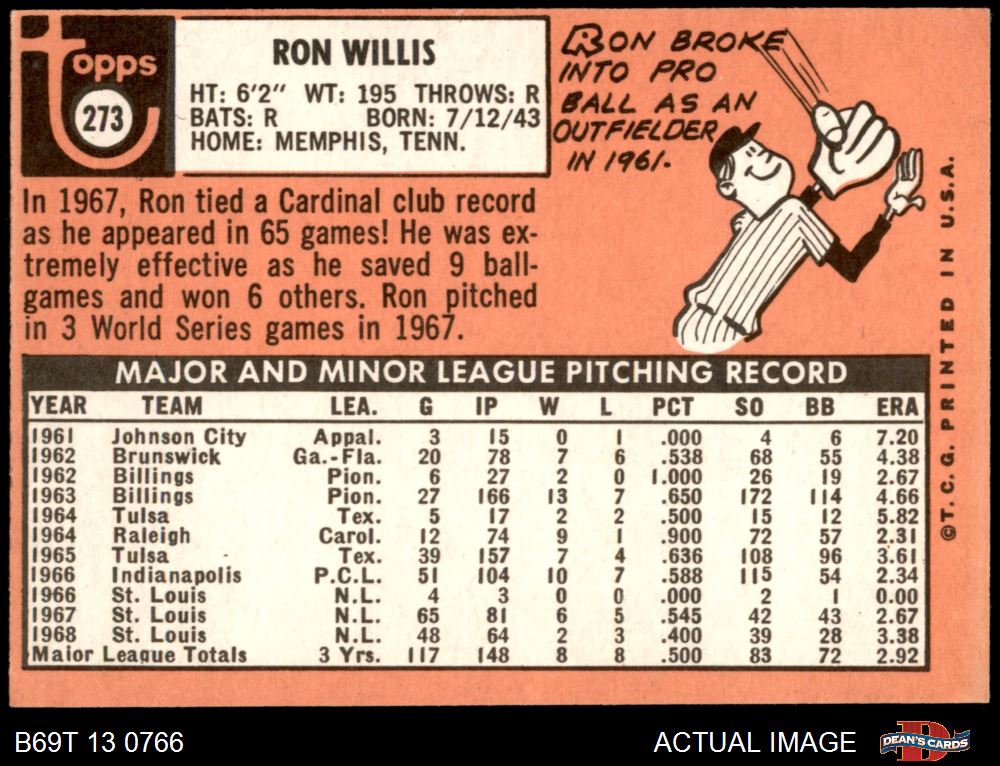 topps
273
RON WILLIS
HT: 6'2" WT: 195 THROWS: R
BATS: R BORN: 7/12/43
HOME: MEMPHIS, TENN.
RON BROKE
INTO PRO
BALL AS AN
OUTFIELDER
IN 1961.
In 1967, Ron tied a Cardinal club record
as he appeared in 65 games! He was ex-
tremely effective as he saved 9 ball-
games and won 6 others. Ron pitched
in 3 World Series games in 1967.
MAJOR AND MINOR LEAGUE PITCHING RECORD
YEAR TEAM LEA. G IP W L PCT SO BB ERA
1961 Johnson City Appal. 3 15 0 1 .000 4 6 7.20
1962 Brunswick Ga.-Fla. 20 78 7 6 .538 68 55 4.38
1962 Billings Pion. 6 27 2 0 1.000 26 19 2.67
1963 Billings Pion. 27 166 13 7 .650 172 114 4.66
1964 Tulsa Tex. 5 17 2 2 .500 15 12 5.82
1964 Raleigh Carol. 12 74 9 1 .900 72 57 2.31
1965 Tulsa Tex. 39 157 7 4 .636 108 96 3.61
1966 Indianapolis P.C.L. 51 104 10 7 .588 115 54 2.34
1966 St. Louis N.L. 4 3 0 0 .000 2 1 0.00
1967 St. Louis N.L. 65 81 6 5 .545 42 43 2.67
1968 St. Louis N.L. 48 64 2 3 .400 39 28 3.38
Major League Totals 3 Yrs. 117 148 8 8 .500 83 72 2.92
©T. C. G. PRINTED IN U.S.A.
B69T 13 0766
ACTUAL IMAGE
DEAN'S CARDS